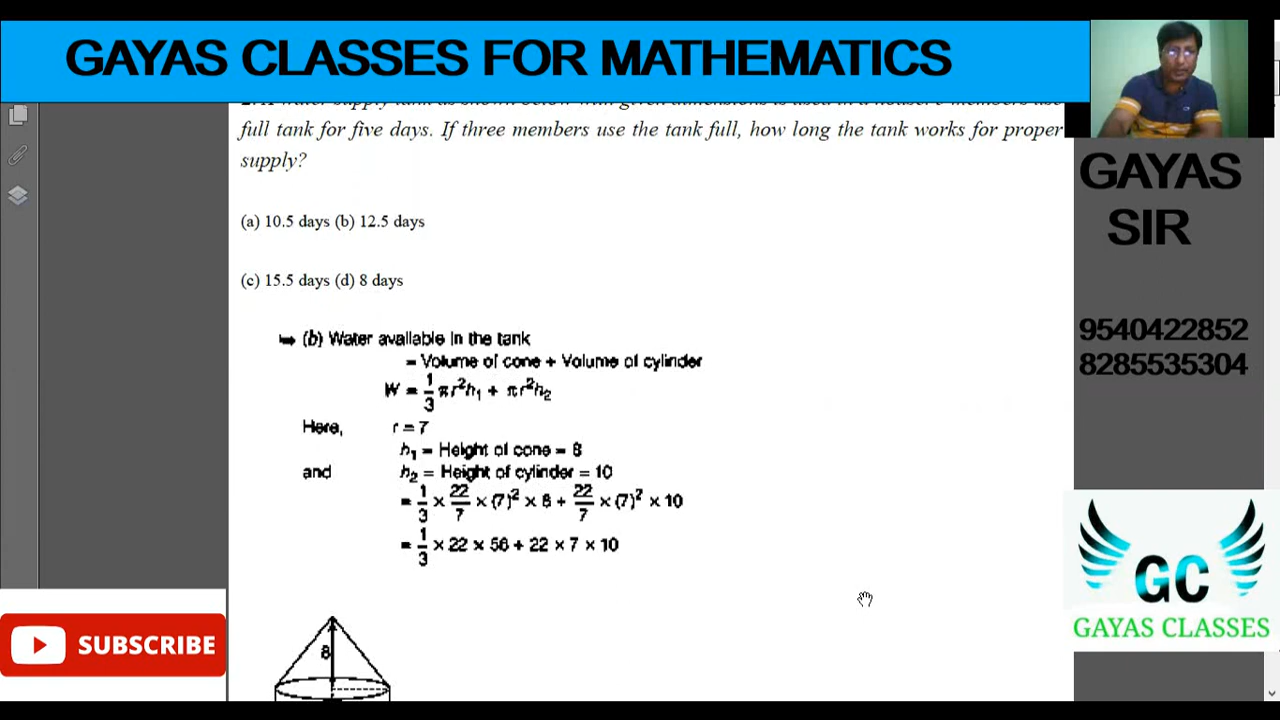 GAYAS CLASSES FOR MATHEMATICS
full tank for five days. If three members use the tank full, how long the tank works for proper
supply?
(a) 10.5 days (b) 12.5 days
(c) 15.5 days (d) 8 days
➥ (b) Water available in the tank
= Volume of cone + Volume of cylinder
W = 1/3 πr²h₁ + πr²h₂
Here, r = 7
h₁ = Height of cone = 8
and h₂ = Height of cylinder = 10
= 1/3 × 22/7 × (7)² × 8 + 22/7 × (7)² × 10
= 1/3 × 22 × 56 + 22 × 7 × 10
8
SUBSCRIBE
GAYAS
SIR
9540422852
8285535304
GC
GAYAS CLASSES